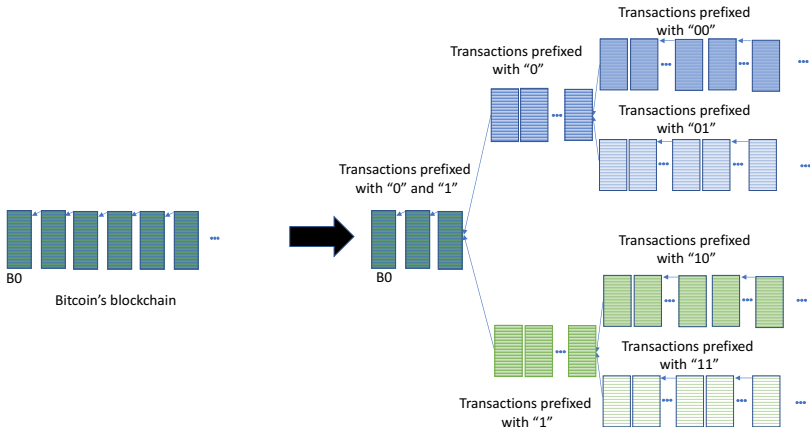 Transactions prefixed
with “00”
Transactions prefixed
with “0”
Transactions prefixed
with “01”
Transactions prefixed
with “0” and “1”
B0
Bitcoin’s blockchain
B0
Transactions prefixed
with “10”
Transactions prefixed
with “11”
Transactions prefixed
with “1”